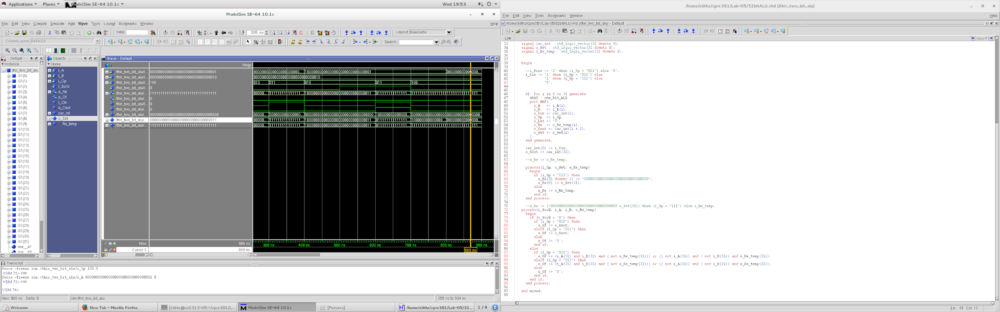 Applications Places ModelSim SE-64 10.1c Wed 19:53
ModelSim SE-64 10.1c
File Edit View Compile Simulate Add Wave Tools Layout Bookmarks Window Help
Help 100 ns Layout Simulate
ColumnLayout Default Search:
Default Objects Wave - Default
Instance Name Msgs
thir_two_bit_alu
G1(0)
G1(1)
G1(2)
G1(3)
G1(4)
G1(5)
G1(6)
G1(7)
G1(8)
G1(9)
G1(10)
G1(11)
G1(12)
G1(13)
G1(14)
G1(15)
G1(16)
G1(17)
G1(18)
G1(19)
G1(20)
G1(21)
G1(22)
G1(23)
G1(24)
G1(25)
G1(26)
G1(27)
G1(28)
G1(29)
G1(30)
G1(31)
line__41
line__65
i_A
i_B
i_Op
i_SorU
o_Re
o_Of
i_Cin
o_Cout
car_int
o_Set
Re_temp
/thir_two_bit_alu/i... 00000000000000000000000000000001
/thir_two_bit_alu/i... 00000000000000000000000000000010
/thir_two_bit_alu/i... 100 010 011 010 011 100
/thir_two_bit_alu/i... 0
/thir_two_bit_alu/... 11111111111111111111111111111111
/thir_two_bit_alu/... 0
/thir_two_bit_alu/... 0
/thir_two_bit_alu/... 0
/thir_two_bit_alu/... 000000000000000000000000000000000
/thir_two_bit_alu/... 00000000000000000000000000000011
/thir_two_bit_alu/... 11111111111111111111111111111111
Now 900 ns 300 ns 400 ns 500 ns 600 ns 700 ns 800 ns 900 ns
Cursor 1 869 ns 869 ns
Transcript
force -freeze sim:/thir_two_bit_alu/i_Op 100 0
VSIM 71> run
force -freeze sim:/thir_two_bit_alu/i_A 00000000000000000000000000000001 0
VSIM 73> run
VSIM 74>
Now: 900 ns Delta: 0 sim:/thir_two_bit_alu 255 ns to 934 ns
Welcome New Tab - Mozilla Firefox [elithz@co1313-05:~/cpre381/L... ModelSim SE-64 10.1c [Pictures] /home/elithz/cpre381/Lab-05/32... 1 / 4 1
/home/elithz/cpre381/Lab-05/32bitALU.vhd (/thir_two_bit_alu)
File Edit View Tools Bookmarks Window Help
/home/elithz/cpre381/Lab-05/32bitALU.vhd (/thir_two_bit_alu) - Default
Ln# Now
33 signal car_int : std_logic_vector(32 downto 0);
34 signal o_Set : std_logic_vector(31 downto 0);
35 signal o_Re_temp : std_logic_vector(31 downto 0);
36
37
38 begin
39
40 --i_Binv <= '1' when (i_Op = "011") else '0';
41 i_Cin <= '1' when (i_Op = "011") else
42 '1' when (i_Op = "111") else
43 '0';
44
45
46 G1: for i in 0 to 31 generate
47 obA0 : one_bit_ALU
48 port MAP(
49 i_A => i_A(i),
50 i_B => i_B(i),
51 i_Cin => car_int(i),
52 i_Op => i_Op,
53 i_Les => '0',
54 o_Re => o_Re_temp(i),
55 o_Cout => car_int(i + 1),
56 o_Set => o_Set(i)
57 );
58 end generate;
59
60 car_int(0) <= i_Cin;
61 o_Cout <= car_int(32);
62
63 --o_Re <= o_Re_temp;
64
65 process(i_Op, o_Set, o_Re_temp)
66 begin
67 if (i_Op = "111") then
68 o_Re(31 downto 1) <= "0000000000000000000000000000000";
69 o_Re(0) <= o_Set(31);
70 else
71 o_Re <= o_Re_temp;
72 end if;
73 end process;
74
75 --o_Re <= ("0000000000000000000000000000000 o_Set(31)) when (i_Op = "111") else o_Re_temp;
76 process(i_SorU, i_A, i_B, o_Re_temp)
77 begin
78 if (i_SorU = '0') then
79 if (i_Op = "010") then
80 o_Of <= o_Cout;
81 elsif (i_Op = "011") then
82 o_Of <= o_Cout;
83 else
84 o_Of <= '0';
85 end if;
86 else
87 if (i_Op = "010") then
88 o_Of <= (i_A(31) and i_B(31) and ( not o_Re_temp(31))) or (( not i_A(31)) and ( not i_B(31)) and o_Re_temp(31));
89 elsif (i_Op = "011") then
90 o_Of <= (i_A(31) and i_B(31) and ( not o_Re_temp(31))) or (( not i_A(31)) and ( not i_B(31)) and o_Re_temp(31));
91 else
92 o_Of <= '0';
93 end if;
94 end if;
95 end process;
96
97 end mixed;
98
Ln: 81 Col: 11